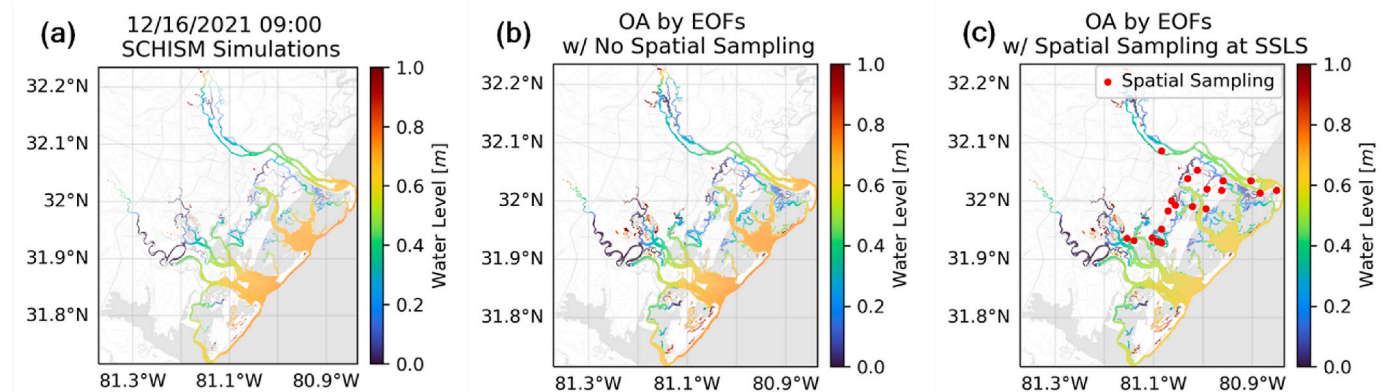 (a)
12/16/2021 09:00
SCHISM Simulations
32.2°N
32.1°N
32°N
31.9°N
31.8°N
81.3°W
81.1°W
80.9°W
1.0
0.8
0.6
0.4
0.2
0.0
Water Level [m]
(b)
OA by EOFs
w/ No Spatial Sampling
32.2°N
32.1°N
32°N
31.9°N
31.8°N
81.3°W
81.1°W
80.9°W
1.0
0.8
0.6
0.4
0.2
0.0
Water Level [m]
(c)
OA by EOFs
w/ Spatial Sampling at SSLS
Spatial Sampling
32.2°N
32.1°N
32°N
31.9°N
31.8°N
81.3°W
81.1°W
80.9°W
1.0
0.8
0.6
0.4
0.2
0.0
Water Level [m]